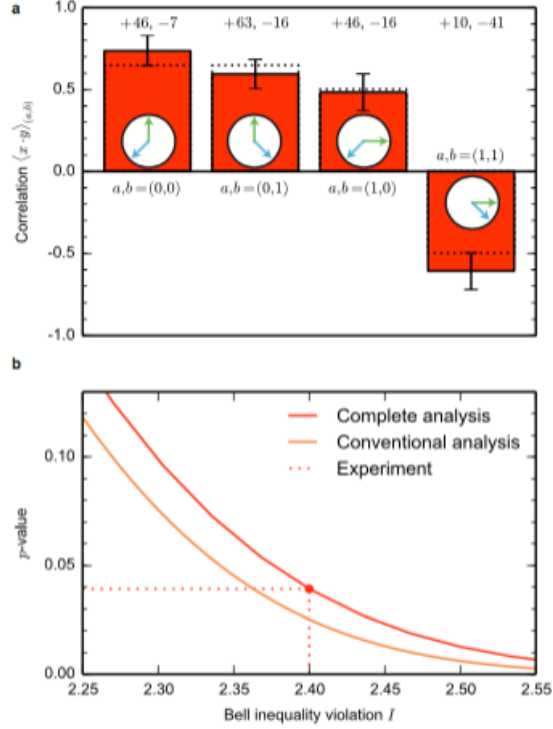 a
+46, -7
+63, -16
+46, -16
+10, -41
1.0
0.5
0.0
-0.5
-1.0
Correlation ⟨x·y⟩(a,b)
a,b=(0,0)
a,b=(0,1)
a,b=(1,0)
a,b=(1,1)
b
Complete analysis
Conventional analysis
Experiment
0.10
0.05
0.00
p-value
2.25
2.30
2.35
2.40
2.45
2.50
2.55
Bell inequality violation I